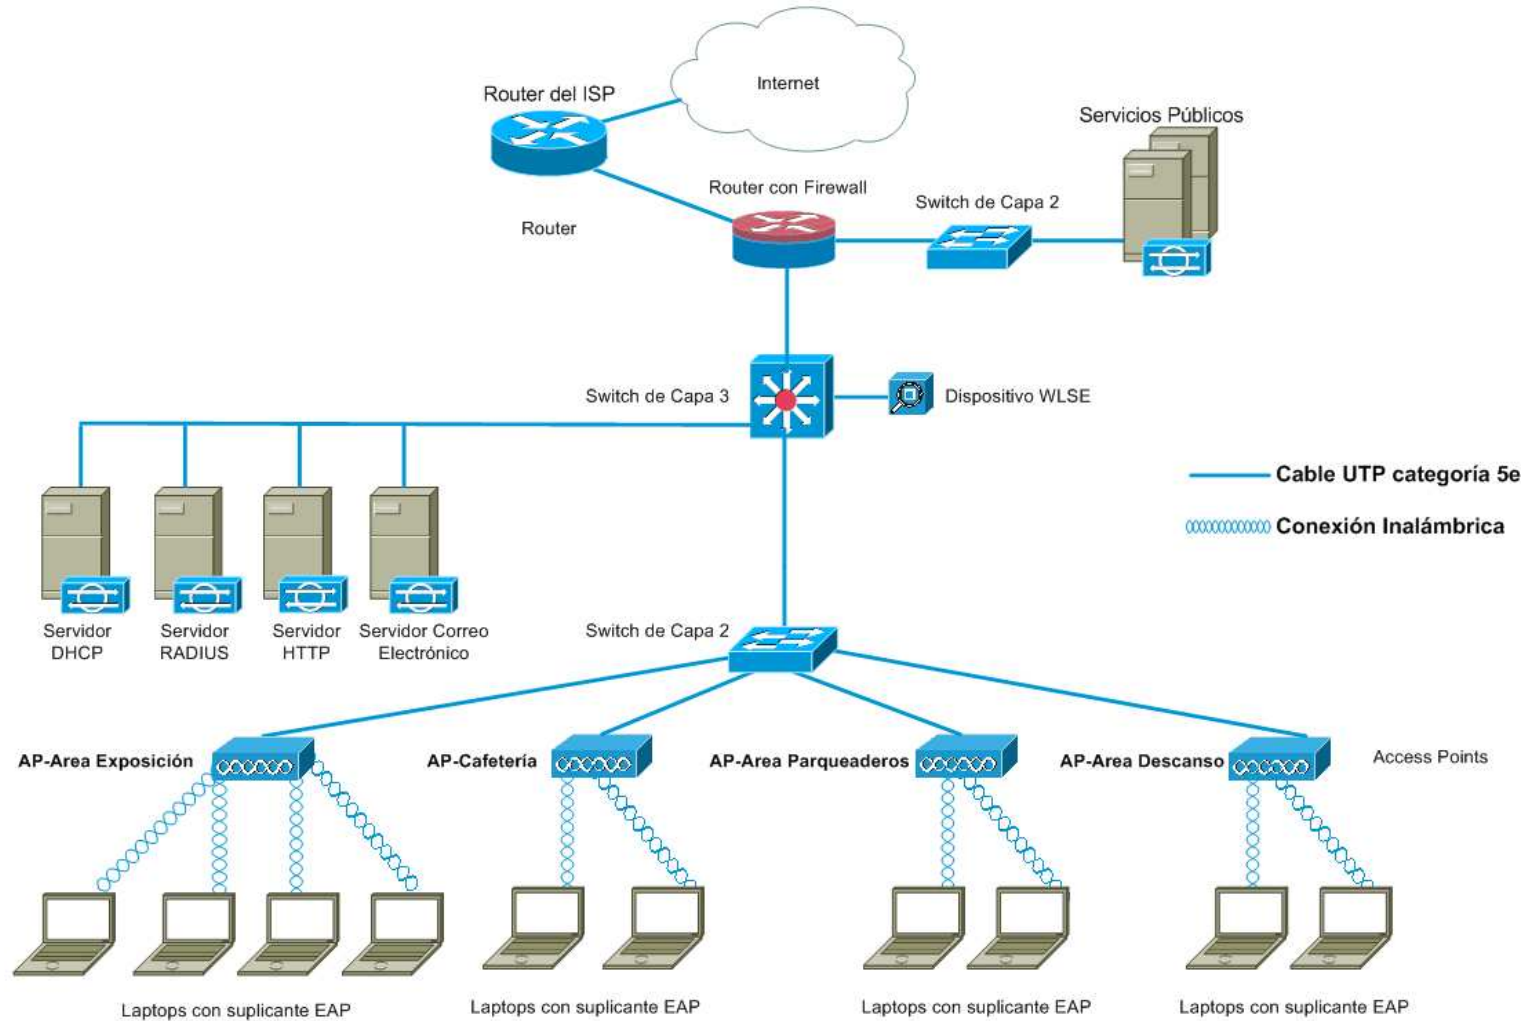 Internet
Router del ISP
Servicios Públicos
Router con Firewall
Switch de Capa 2
Router
Switch de Capa 3
Dispositivo WLSE
Cable UTP categoría 5e
Conexión Inalámbrica
Servidor
DHCP
Servidor
RADIUS
Servidor
HTTP
Servidor Correo
Electrónico
Switch de Capa 2
AP-Area Exposición
AP-Cafetería
AP-Area Parqueaderos
AP-Area Descanso
Access Points
Laptops con suplicante EAP
Laptops con suplicante EAP
Laptops con suplicante EAP
Laptops con suplicante EAP